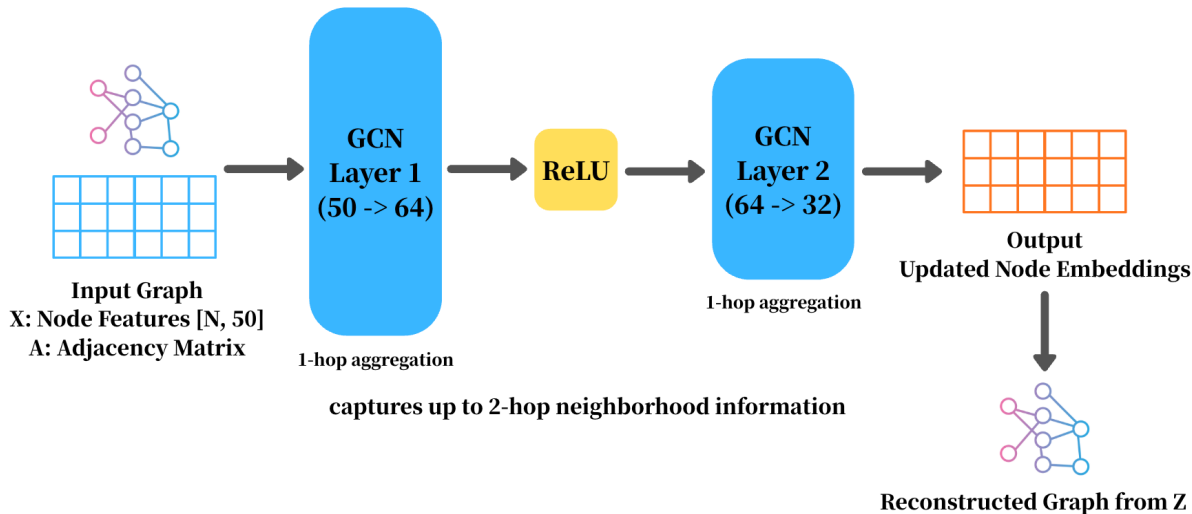 Input Graph
X: Node Features [N, 50]
A: Adjacency Matrix
GCN
Layer 1
(50 -> 64)
1-hop aggregation
ReLU
GCN
Layer 2
(64 -> 32)
1-hop aggregation
captures up to 2-hop neighborhood information
Output
Updated Node Embeddings
Reconstructed Graph from Z